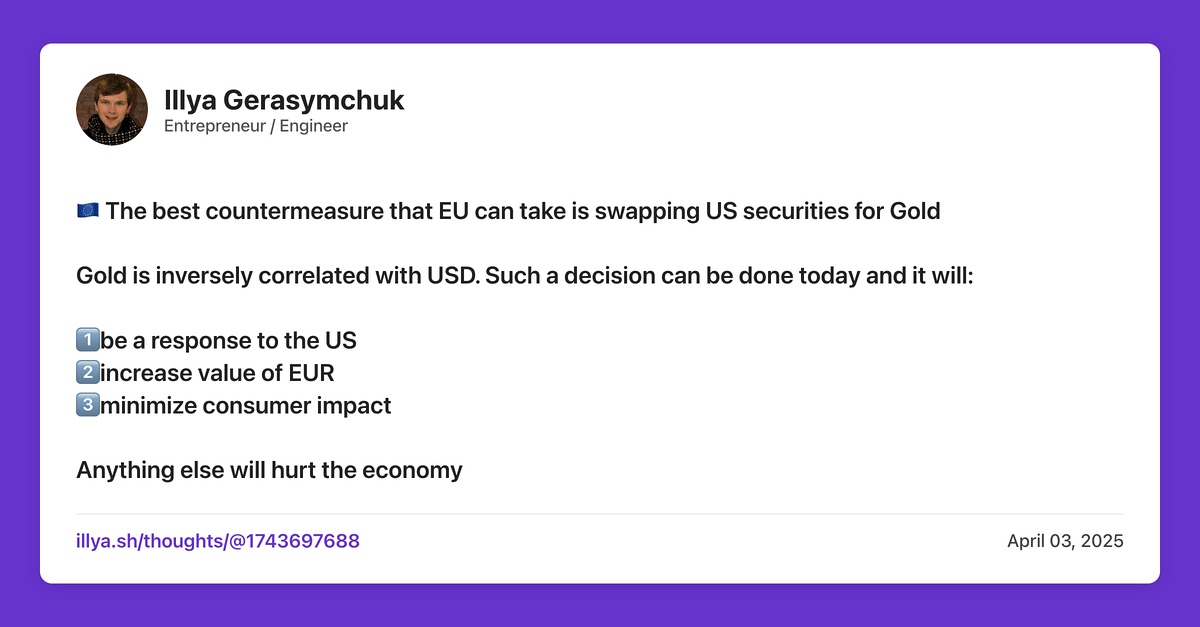 Illya Gerasymchuk
Entrepreneur / Engineer
🇪🇺 The best countermeasure that EU can take is swapping US securities for Gold
Gold is inversely correlated with USD. Such a decision can be done today and it will:
1️⃣be a response to the US
2️⃣increase value of EUR
3️⃣minimize consumer impact
Anything else will hurt the economy
illya.sh/thoughts/@1743697688
April 03, 2025